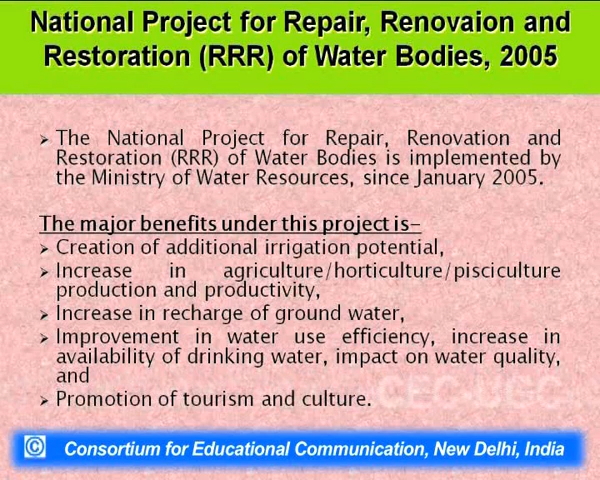 National Project for Repair, Renovaion and
Restoration (RRR) of Water Bodies, 2005
➢ The National Project for Repair, Renovation and
Restoration (RRR) of Water Bodies is implemented by
the Ministry of Water Resources, since January 2005.
The major benefits under this project is-
➢ Creation of additional irrigation potential,
➢ Increase in agriculture/horticulture/pisciculture
production and productivity,
➢ Increase in recharge of ground water,
➢ Improvement in water use efficiency, increase in
availability of drinking water, impact on water quality,
and
➢ Promotion of tourism and culture.
CEC-UGC
© Consortium for Educational Communication, New Delhi, India